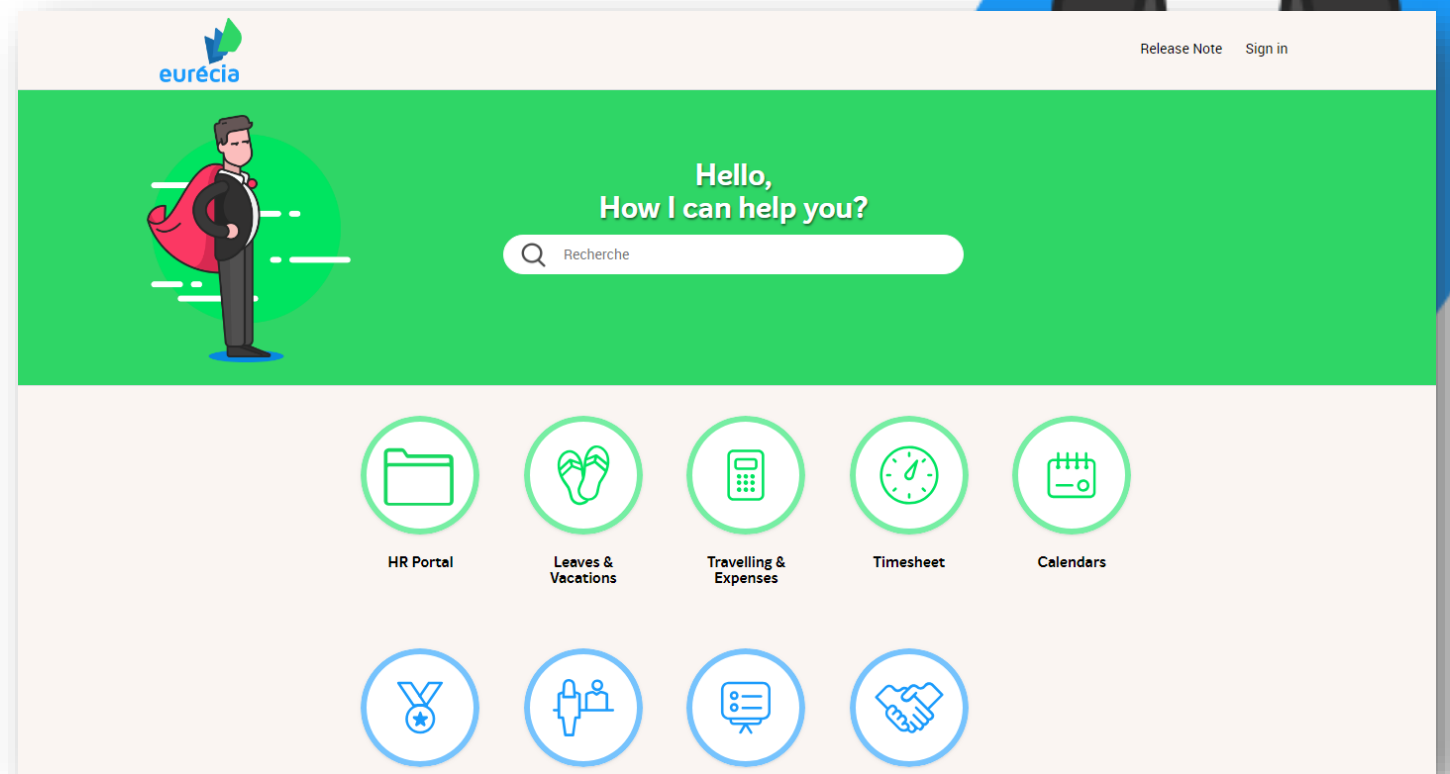 eurécia
Release Note
Sign in
Hello,
How I can help you?
Recherche
HR Portal
Leaves &
Vacations
Travelling &
Expenses
Timesheet
Calendars